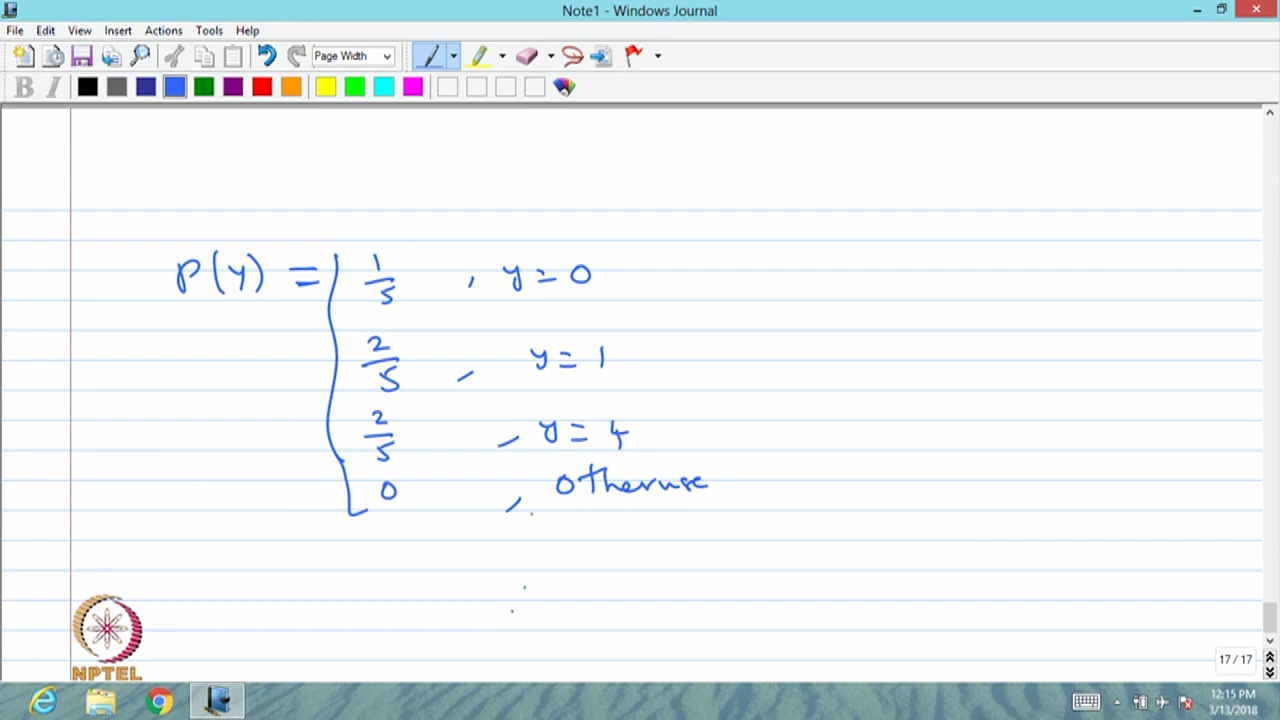 Note1 - Windows Journal
File Edit View Insert Actions Tools Help
Page Width
B I
P(y) = { 1/5 , y = 0
2/5 , y = 1
2/5 , y = 4
0 , otherwise
NPTEL
17 / 17
12:15 PM
3/13/2018